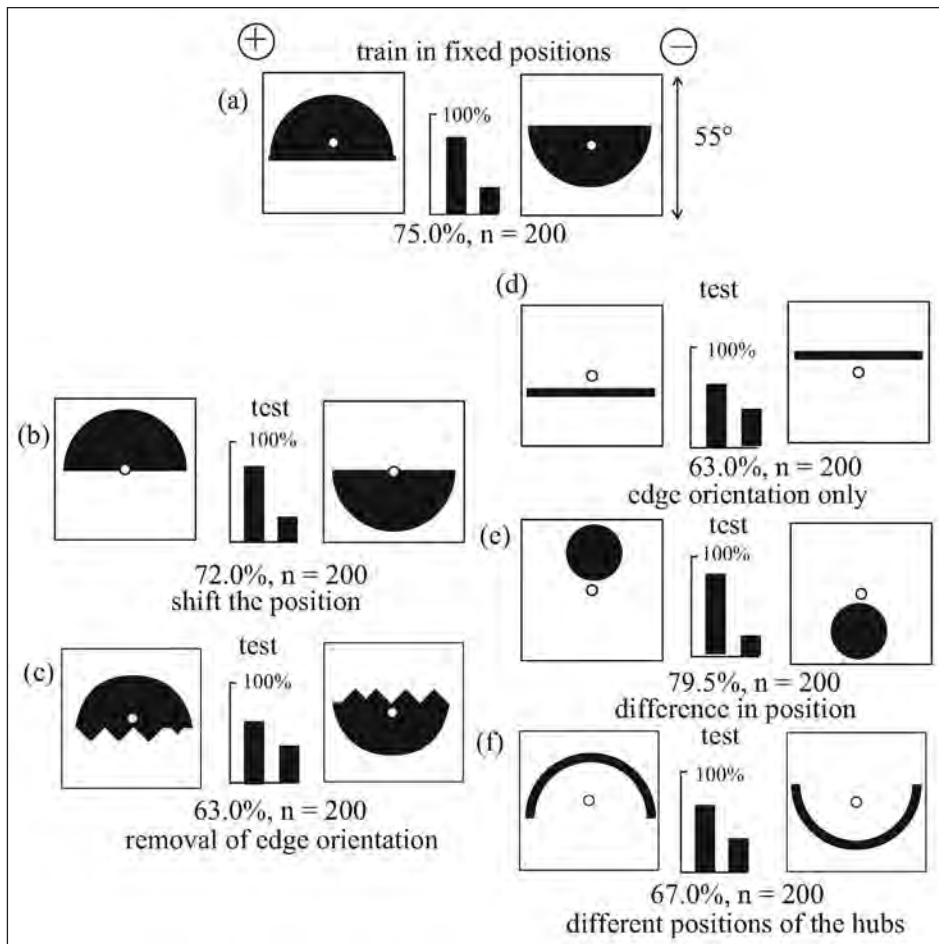 +
−
train in fixed positions
(a)
100%
55°
75.0%, n = 200
(b)
test
100%
72.0%, n = 200
shift the position
(c)
test
100%
63.0%, n = 200
removal of edge orientation
(d)
test
100%
63.0%, n = 200
edge orientation only
(e)
test
100%
79.5%, n = 200
difference in position
(f)
test
100%
67.0%, n = 200
different positions of the hubs